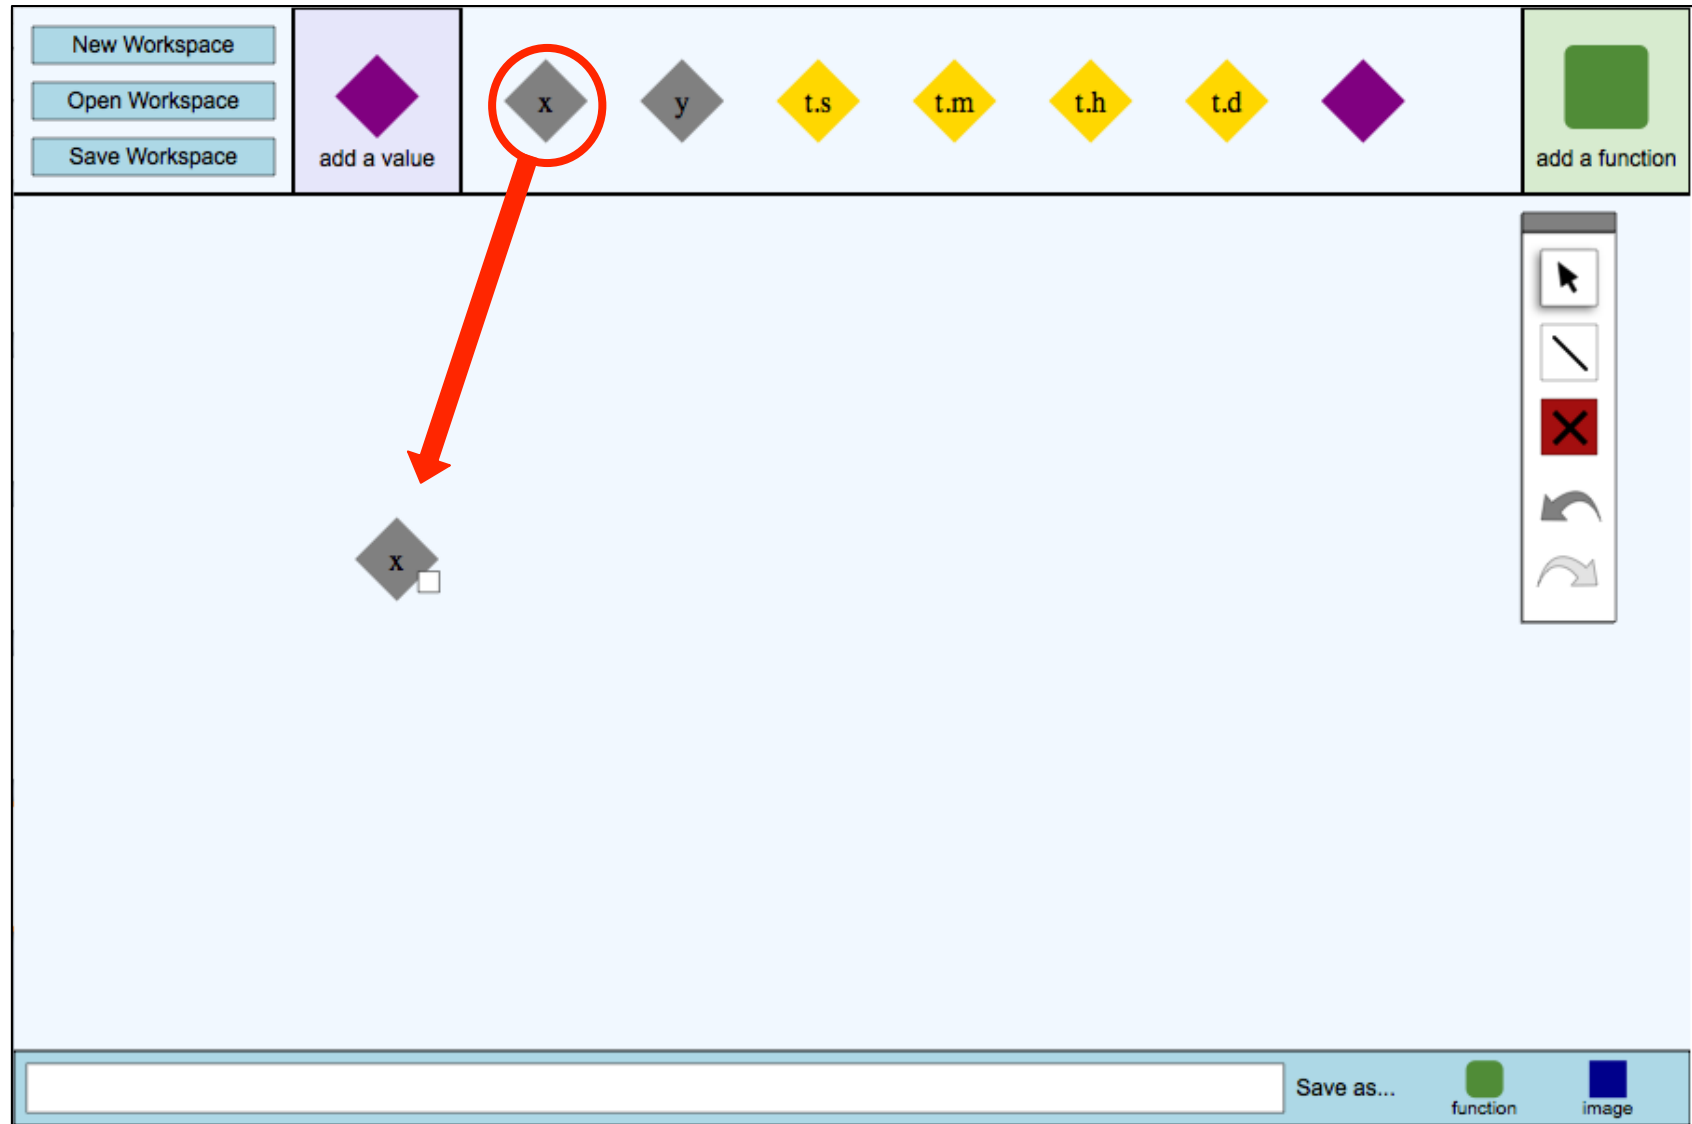 New Workspace
Open Workspace
Save Workspace
add a value
x
y
t.s
t.m
t.h
t.d
add a function
x
Save as...
function
image